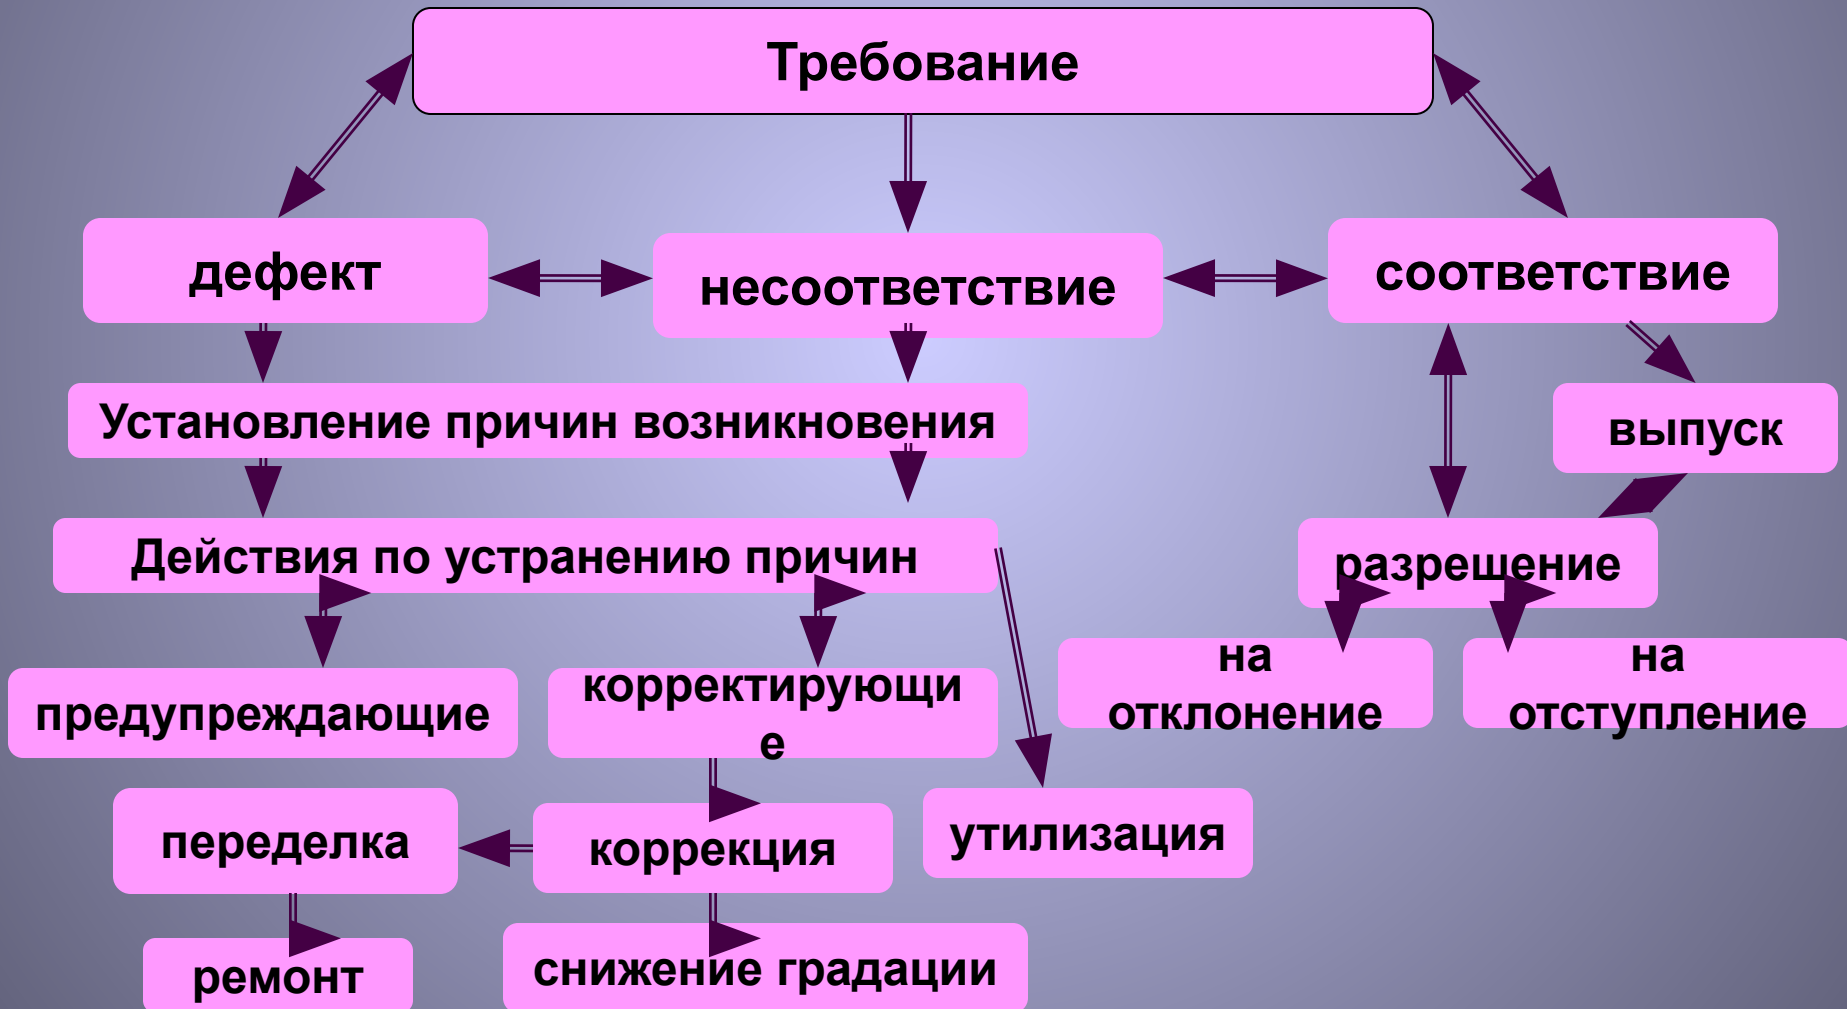 Требование
дефект
несоответствие
соответствие
Установление причин возникновения
выпуск
Действия по устранению причин
разрешение
на
отклонение
на
отступление
предупреждающие
корректирующи
е
переделка
коррекция
утилизация
ремонт
снижение градации